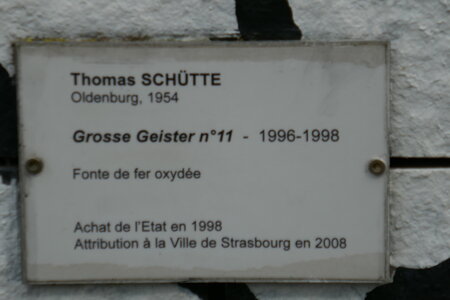 Thomas SCHÜTTE
Oldenburg, 1954
Grosse Geister n°11 - 1996-1998
Fonte de fer oxydée
Achat de l'Etat en 1998
Attribution à la Ville de Strasbourg en 2008